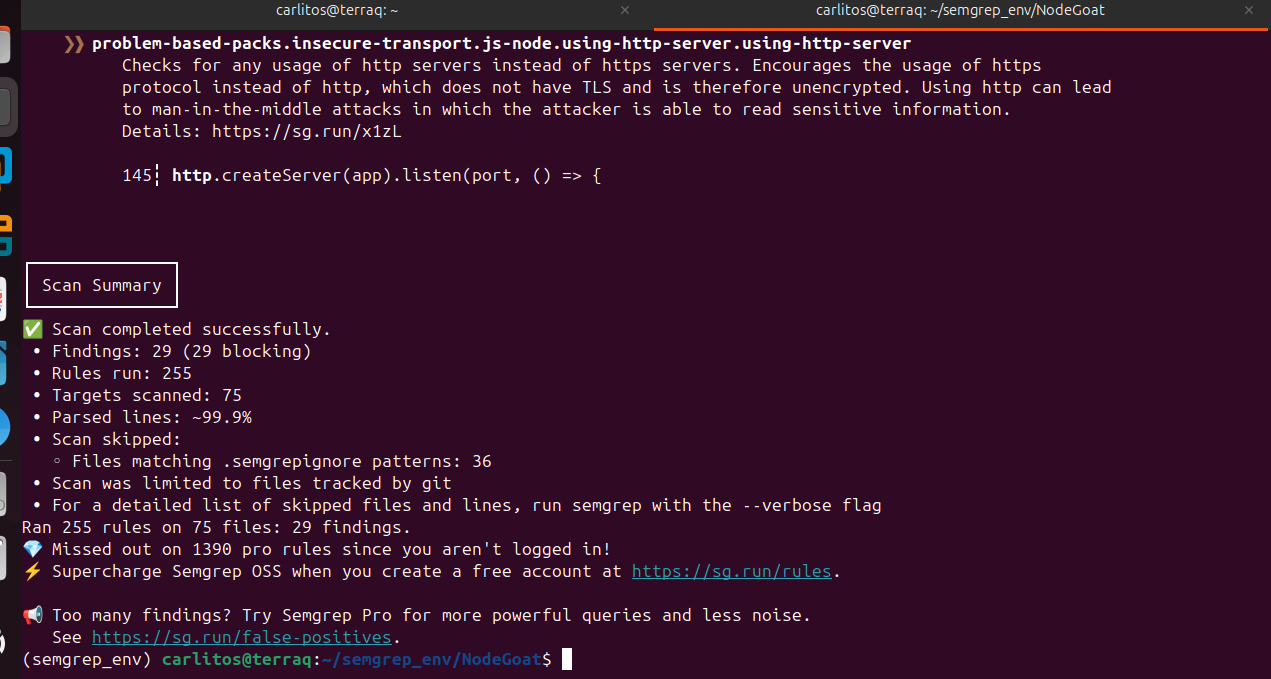 carlitos@terraq: ~ × carlitos@terraq: ~/semgrep_env/NodeGoat ×
❯❯ problem-based-packs.insecure-transport.js-node.using-http-server.using-http-server
Checks for any usage of http servers instead of https servers. Encourages the usage of https
protocol instead of http, which does not have TLS and is therefore unencrypted. Using http can lead
to man-in-the-middle attacks in which the attacker is able to read sensitive information.
Details: https://sg.run/x1zL
145┆ http.createServer(app).listen(port, () => {
Scan Summary
✅ Scan completed successfully.
• Findings: 29 (29 blocking)
• Rules run: 255
• Targets scanned: 75
• Parsed lines: ~99.9%
• Scan skipped:
◦ Files matching .semgrepignore patterns: 36
• Scan was limited to files tracked by git
• For a detailed list of skipped files and lines, run semgrep with the --verbose flag
Ran 255 rules on 75 files: 29 findings.
💎 Missed out on 1390 pro rules since you aren't logged in!
⚡ Supercharge Semgrep OSS when you create a free account at https://sg.run/rules.
📢 Too many findings? Try Semgrep Pro for more powerful queries and less noise.
See https://sg.run/false-positives.
(semgrep_env) carlitos@terraq:~/semgrep_env/NodeGoat$